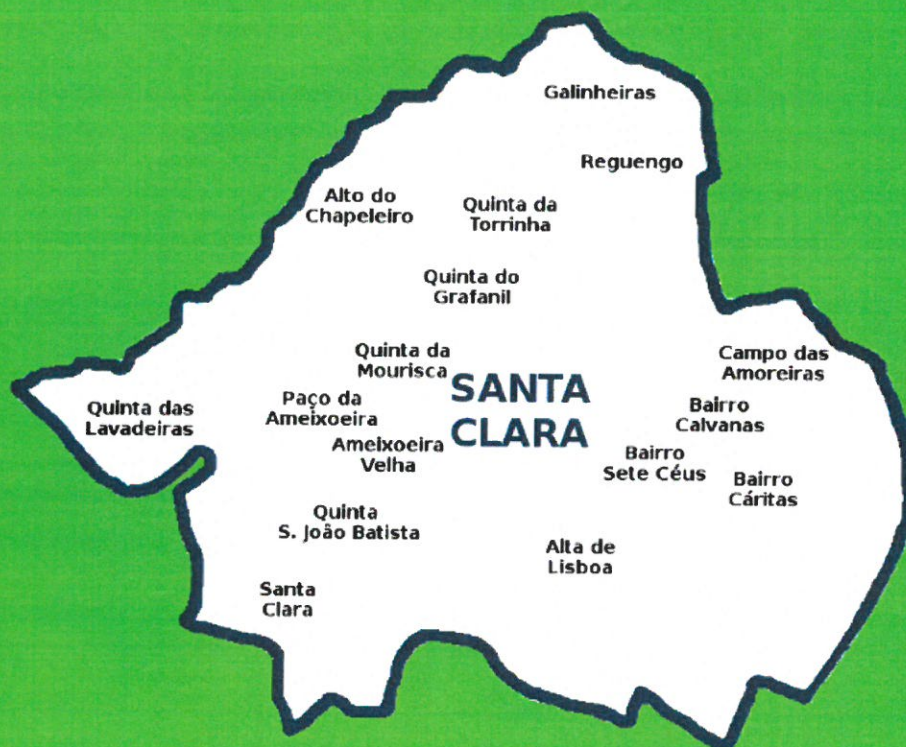 Galinheiras
Reguengo
Alto do
Chapeleiro
Quinta da
Torrinha
Quinta do
Grafanil
Quinta da
Mourisca
SANTA
CLARA
Campo das
Amoreiras
Quinta das
Lavadeiras
Paço da
Ameixoeira
Bairro
Calvanas
Ameixoeira
Velha
Bairro
Sete Céus
Bairro
Cáritas
Quinta
S. João Batista
Alta de
Lisboa
Santa
Clara